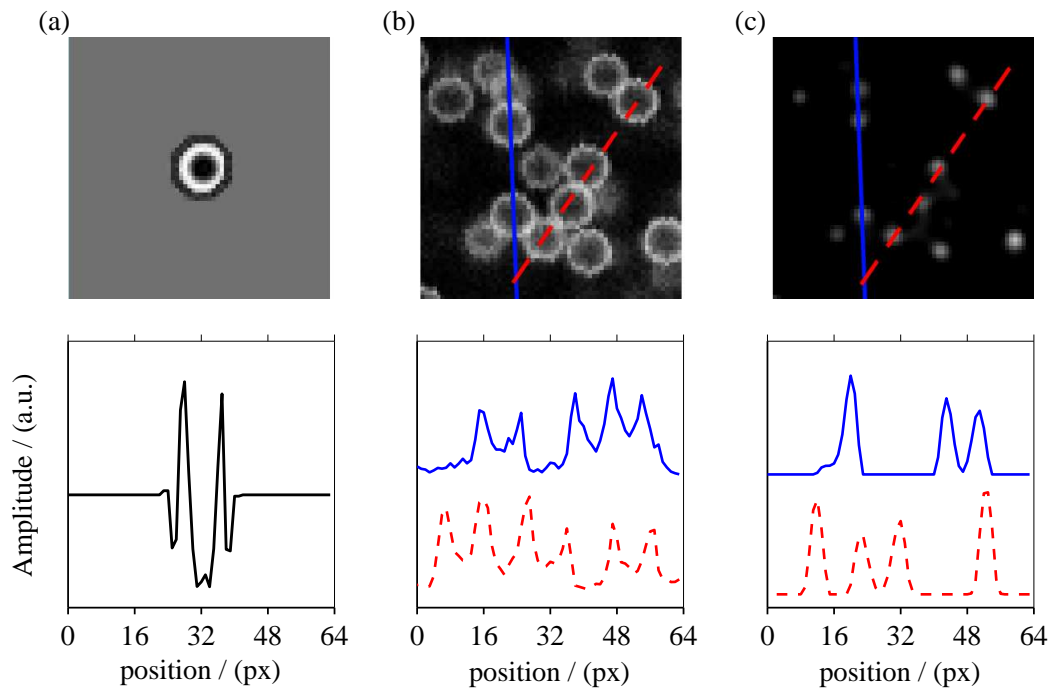 (a) (b) (c)
Amplitude / (a.u.)
0 16 32 48 64 0 16 32 48 64 0 16 32 48 64
position / (px) position / (px) position / (px)